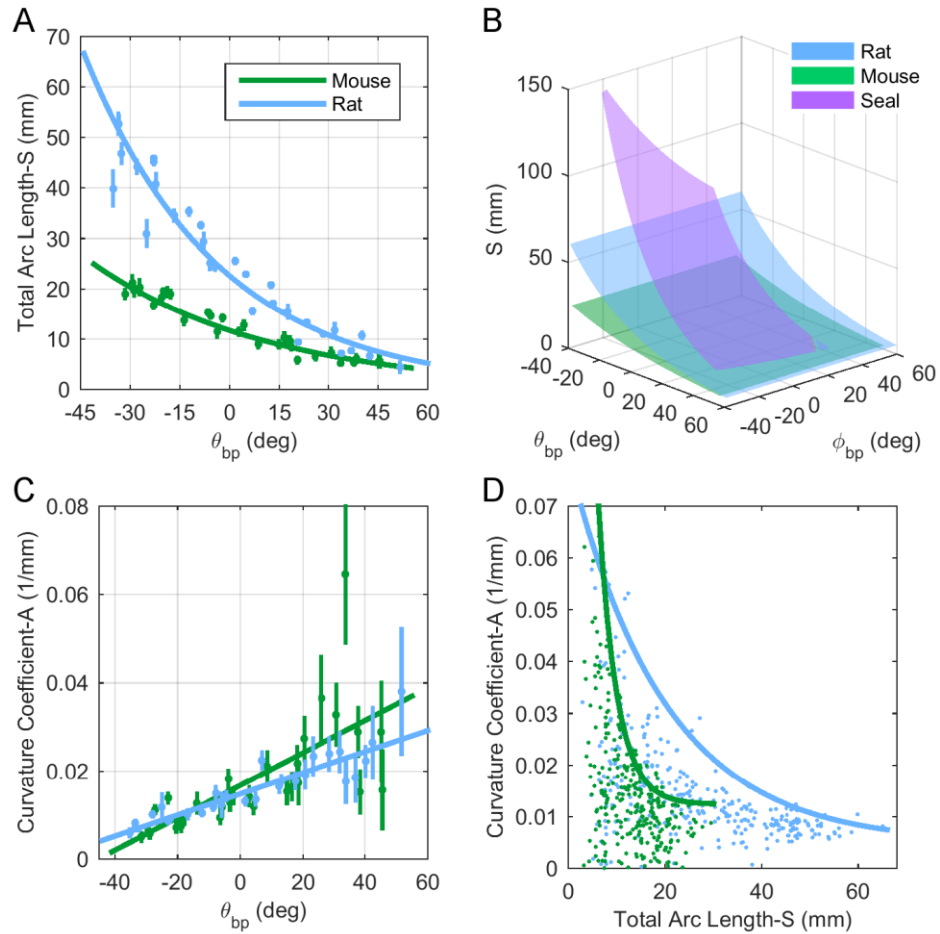 A
Total Arc Length-S (mm)
70
60
50
40
30
20
10
0
-45 -30 -15 0 15 30 45 60
θbp (deg)
Mouse
Rat
B
Rat
Mouse
Seal
S (mm)
150
100
50
0
-40
-20
0
20
40
60
θbp (deg)
-40
-20
0
20
40
60
ϕbp (deg)
C
Curvature Coefficient-A (1/mm)
0.08
0.06
0.04
0.02
0
-40 -20 0 20 40 60
θbp (deg)
D
Curvature Coefficient-A (1/mm)
0.07
0.06
0.05
0.04
0.03
0.02
0.01
0
0 20 40 60
Total Arc Length-S (mm)